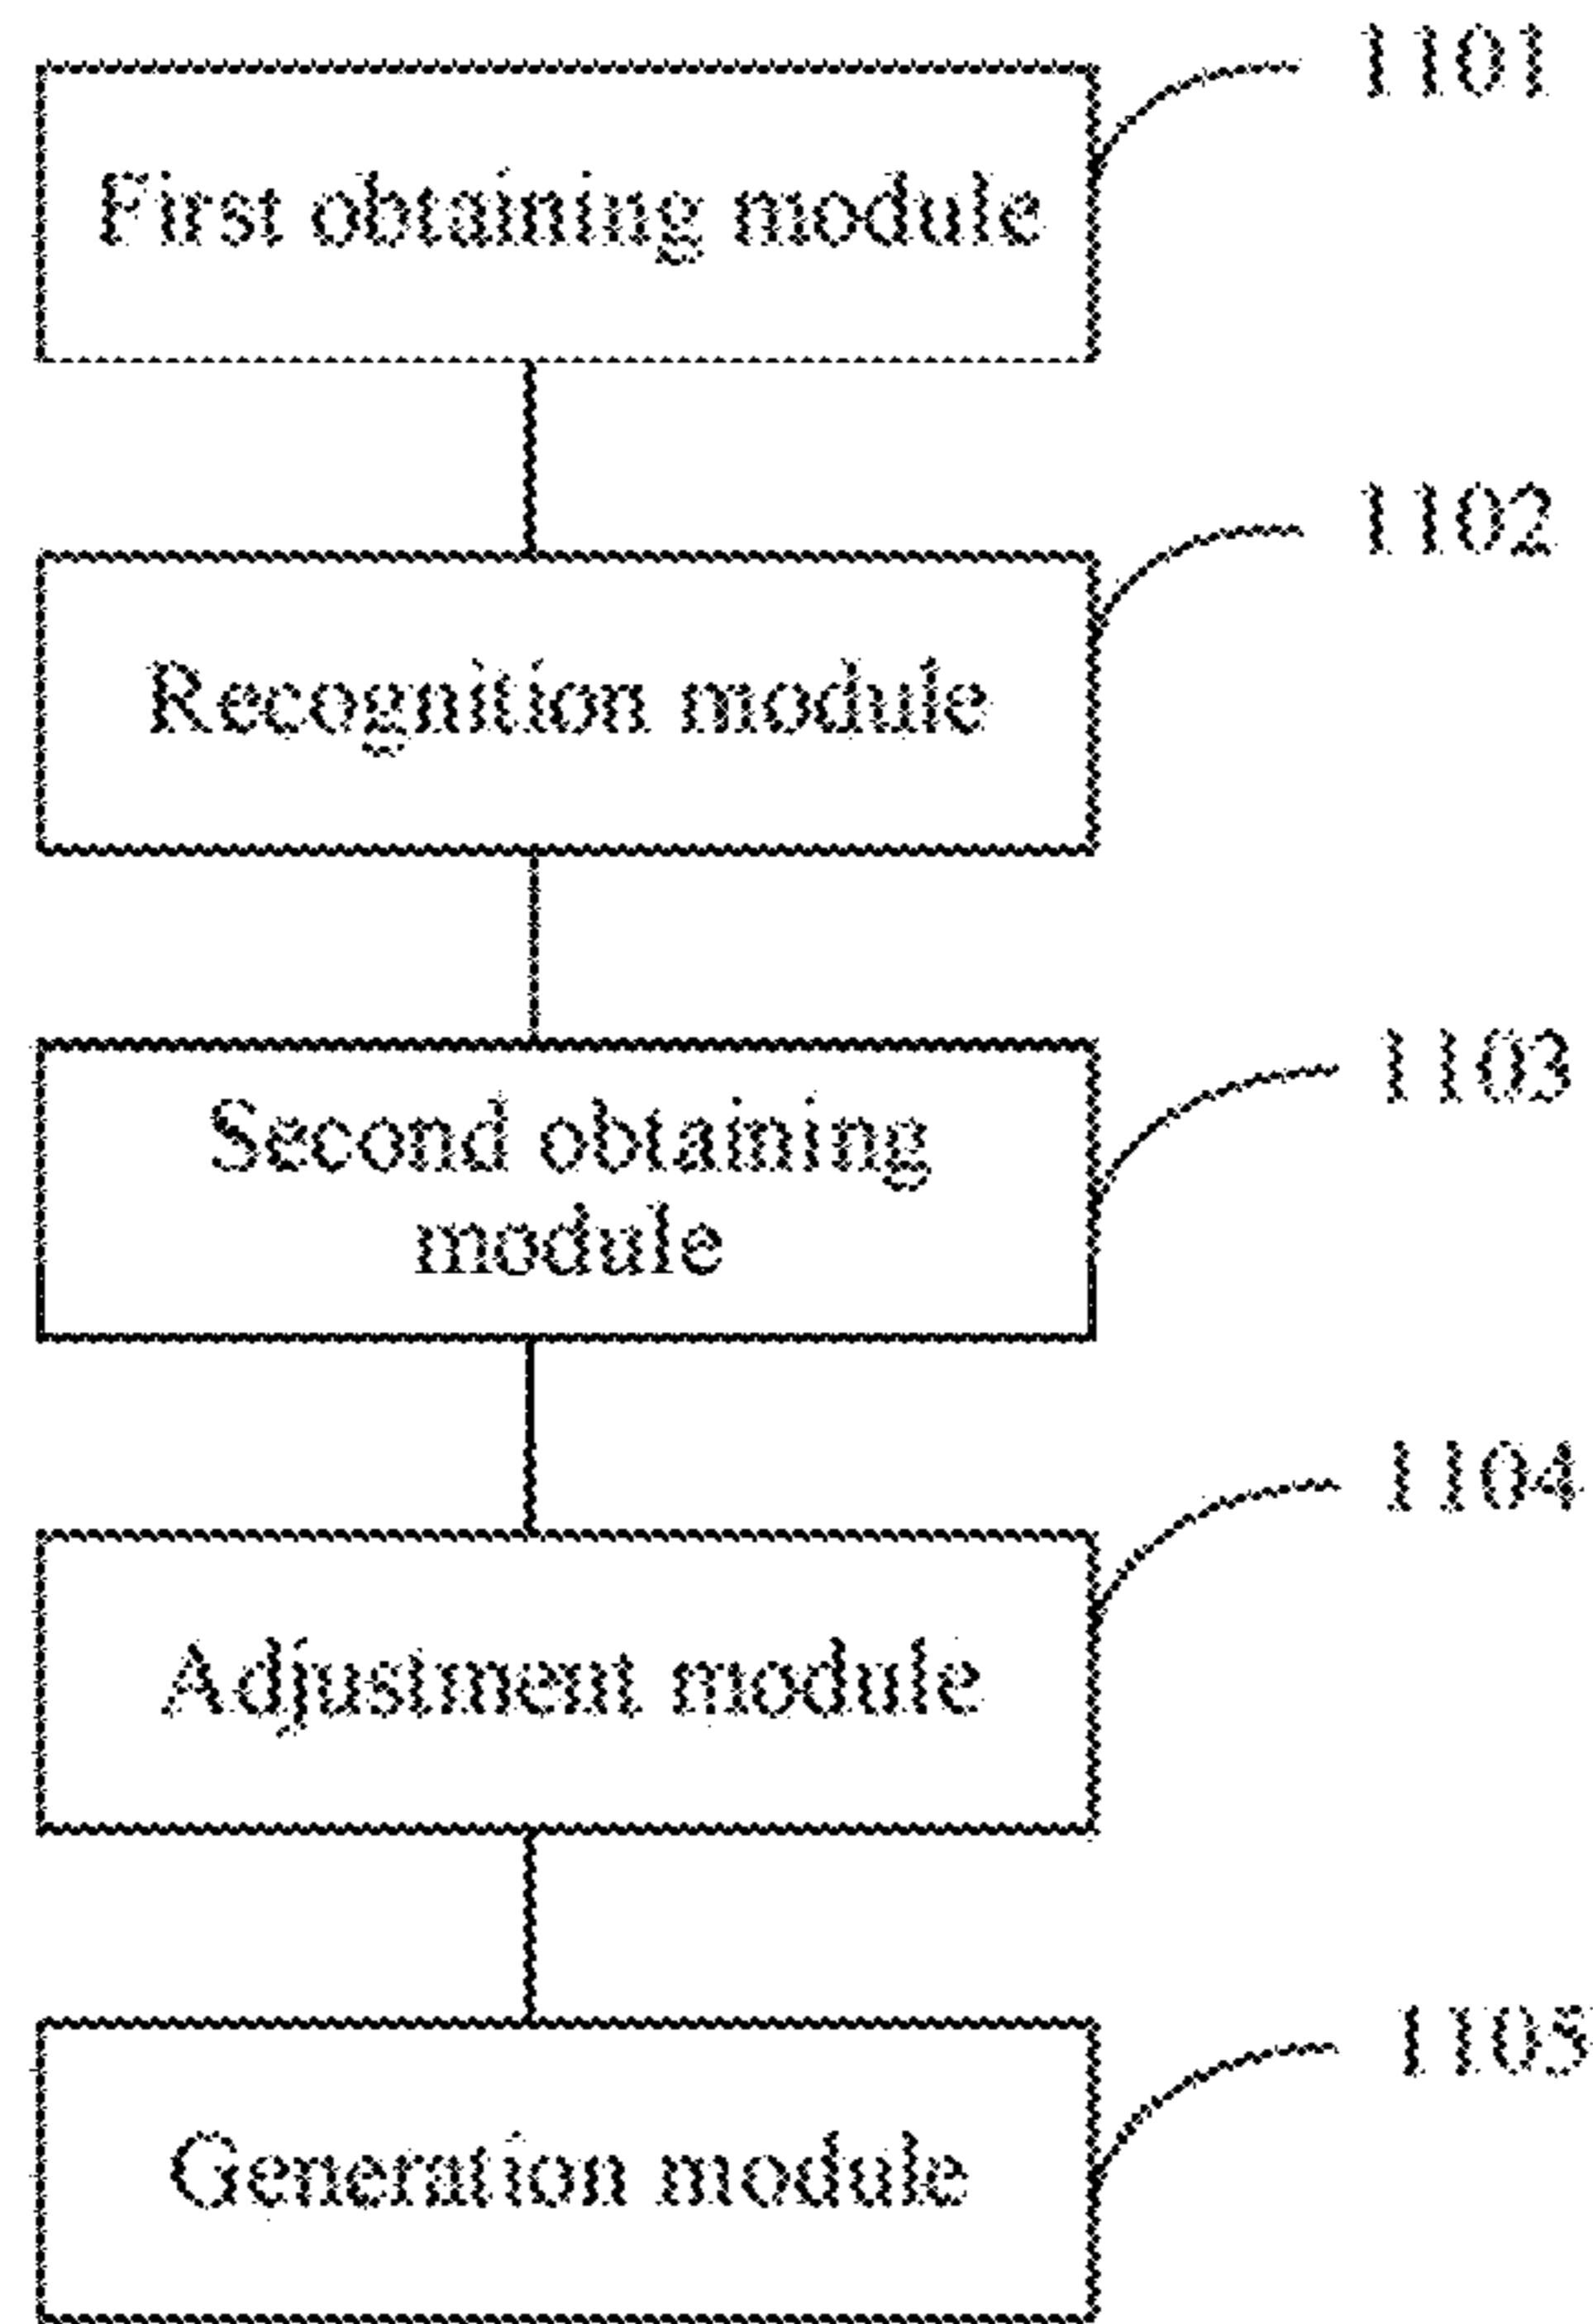 1101
First obtaining module
1102
Recognition module
1103
Second obtaining
module
1104
Adjustment module
1105
Generation module